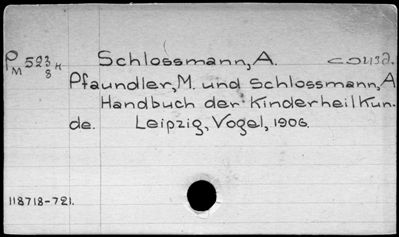 Schlossmann, A.
P 523 H
M 8
Pfaundler, M. und Schlossmann, A
Handbuch der Kinderheilkun.
de. Leipzig, Vogel, 1906.
118718-721.